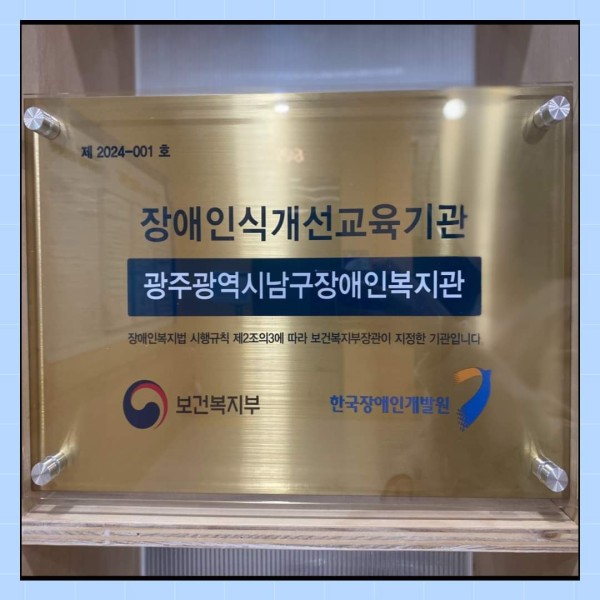 제 2024-001 호
장애인식개선교육기관
광주광역시남구장애인복지관
장애인복지법 시행규칙 제2조의3에 따라 보건복지부장관이 지정한 기관입니다
보건복지부 한국장애인개발원